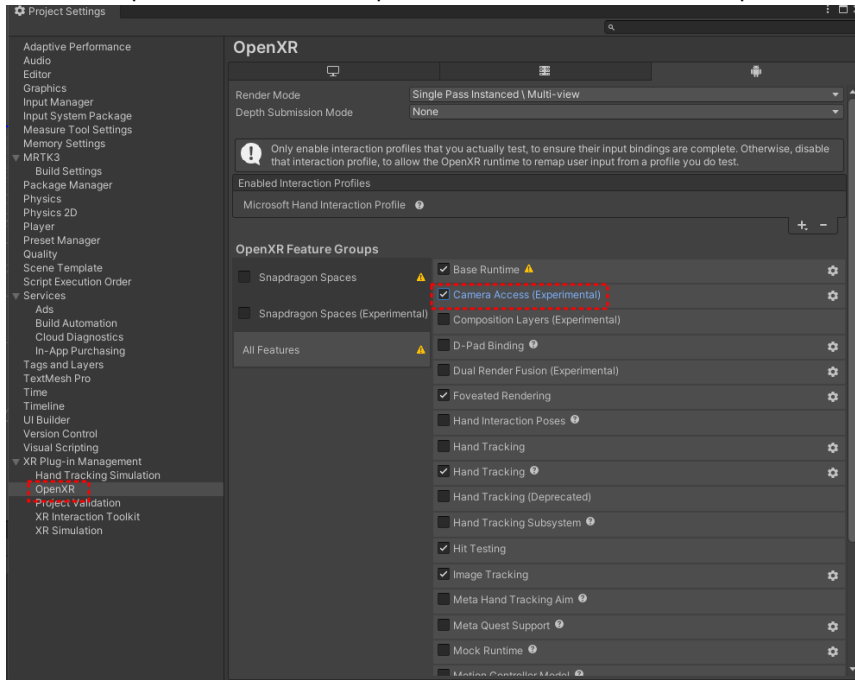 Project Settings
Adaptive Performance
Audio
Editor
Graphics
Input Manager
Input System Package
Measure Tool Settings
Memory Settings
MRTK3
Build Settings
Package Manager
Physics
Physics 2D
Player
Preset Manager
Quality
Scene Template
Script Execution Order
Services
Ads
Build Automation
Cloud Diagnostics
In-App Purchasing
Tags and Layers
TextMesh Pro
Time
Timeline
UI Builder
Version Control
Visual Scripting
XR Plug-in Management
Hand Tracking Simulation
OpenXR
Project Validation
XR Interaction Toolkit
XR Simulation
OpenXR
Render Mode Single Pass Instanced \ Multi-view
Depth Submission Mode None
Only enable interaction profiles that you actually test, to ensure their input bindings are complete. Otherwise, disable
that interaction profile, to allow the OpenXR runtime to remap user input from a profile you do test.
Enabled Interaction Profiles
Microsoft Hand Interaction Profile
OpenXR Feature Groups
Snapdragon Spaces
Snapdragon Spaces (Experimental)
All Features
Base Runtime
Camera Access (Experimental)
Composition Layers (Experimental)
D-Pad Binding
Dual Render Fusion (Experimental)
Foveated Rendering
Hand Interaction Poses
Hand Tracking
Hand Tracking
Hand Tracking (Deprecated)
Hand Tracking Subsystem
Hit Testing
Image Tracking
Meta Hand Tracking Aim
Meta Quest Support
Mock Runtime
Motion Controller Model